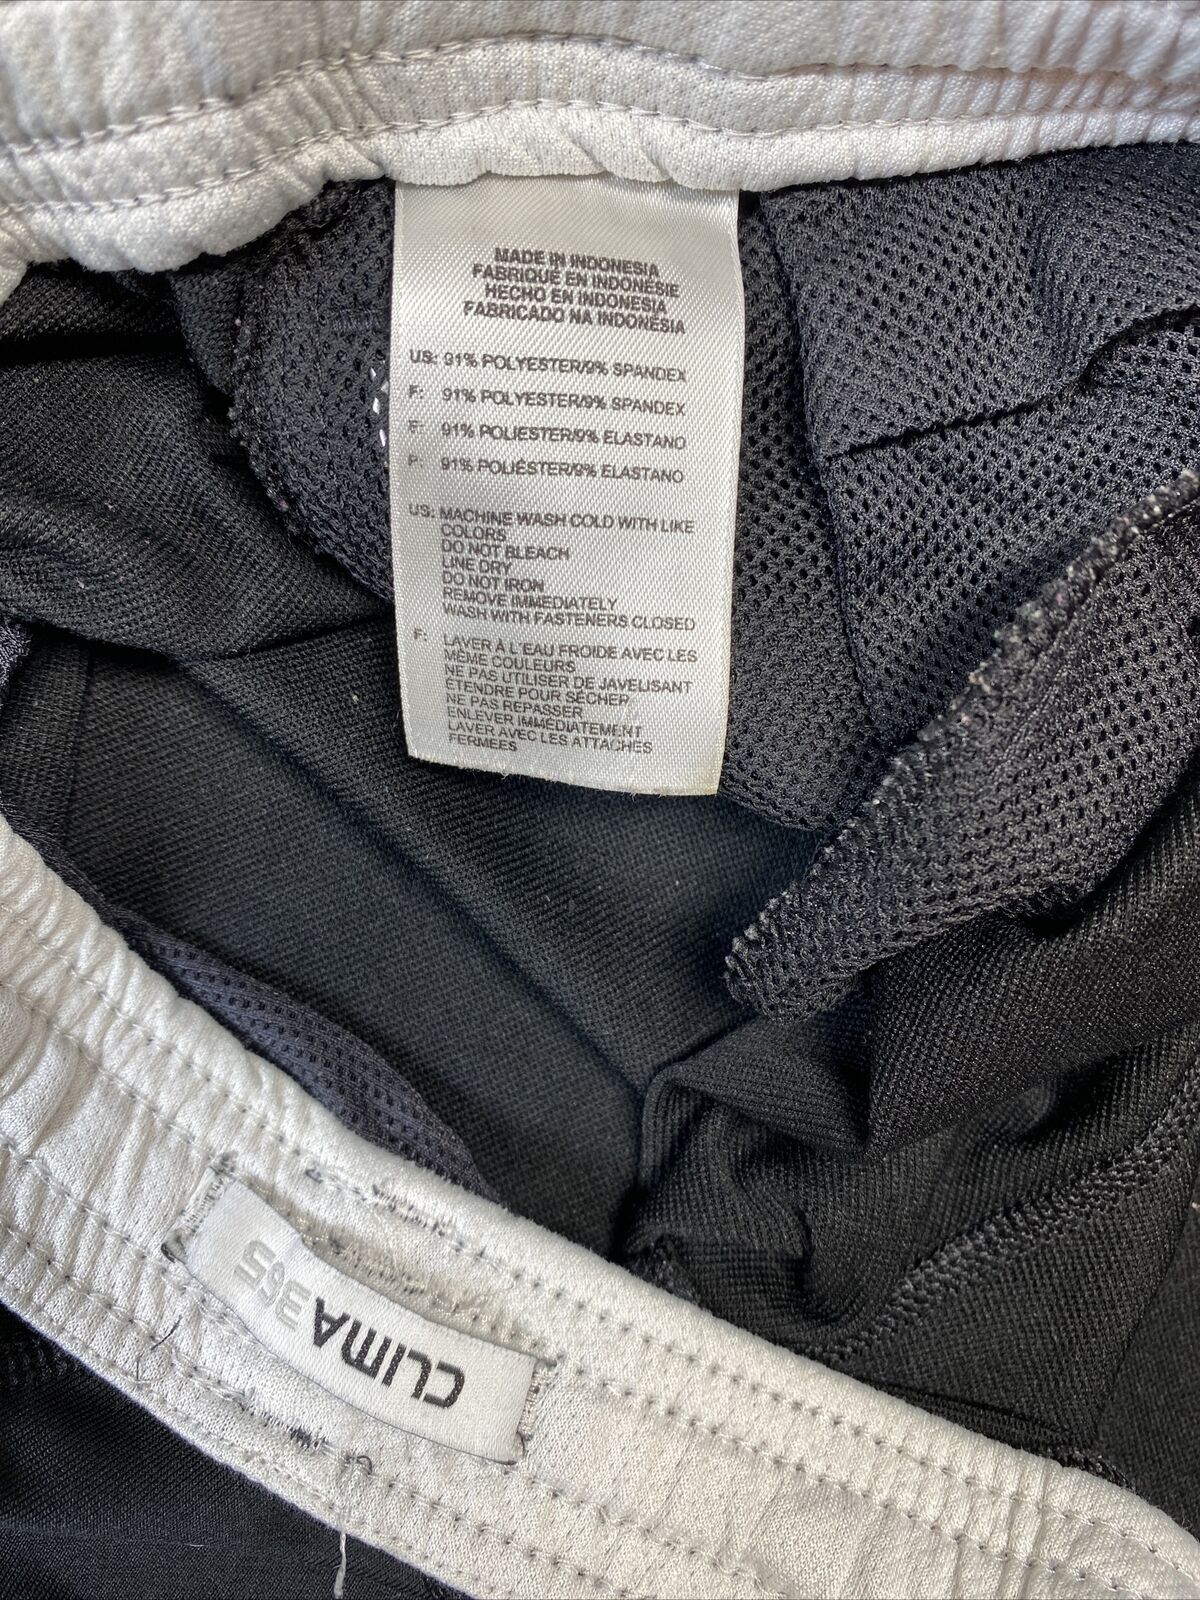 MADE IN INDONESIA
FABRIQUÉ EN INDONÉSIE
HECHO EN INDONESIA
FABRICADO NA INDONÉSIA
US: 91% POLYESTER/9% SPANDEX
F: 91% POLYESTER/9% SPANDEX
F: 91% POLIESTER/9% ELASTANO
P: 91% POLIÉSTER/9% ELASTANO
US: MACHINE WASH COLD WITH LIKE
COLORS
DO NOT BLEACH
LINE DRY
DO NOT IRON
REMOVE IMMEDIATELY
WASH WITH FASTENERS CLOSED
F: LAVER À L'EAU FROIDE AVEC LES
MÊME COULEURS
NE PAS UTILISER DE JAVELISANT
ÉTENDRE POUR SÉCHER
NE PAS REPASSER
ENLEVER IMMÉDIATEMENT
LAVER AVEC LES ATTACHES
FERMEES
CLIMA365